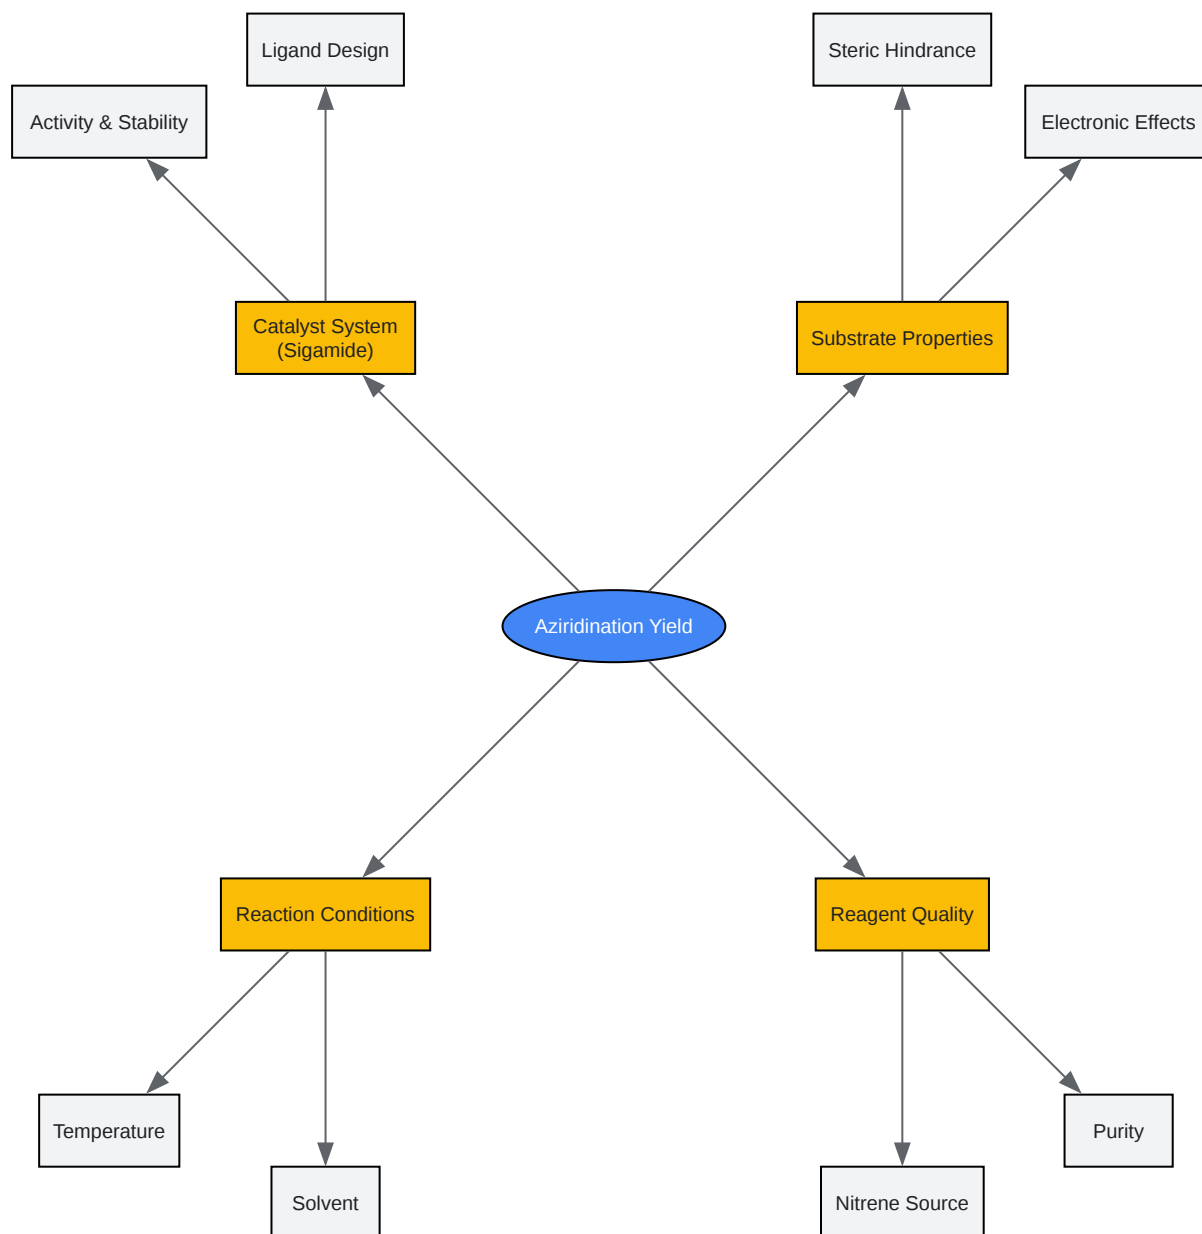 Ligand Design
Steric Hindrance
Activity & Stability
Electronic Effects
Catalyst System
(Sigamide)
Substrate Properties
Aziridination Yield
Reaction Conditions
Reagent Quality
Temperature
Purity
Solvent
Nitrene Source